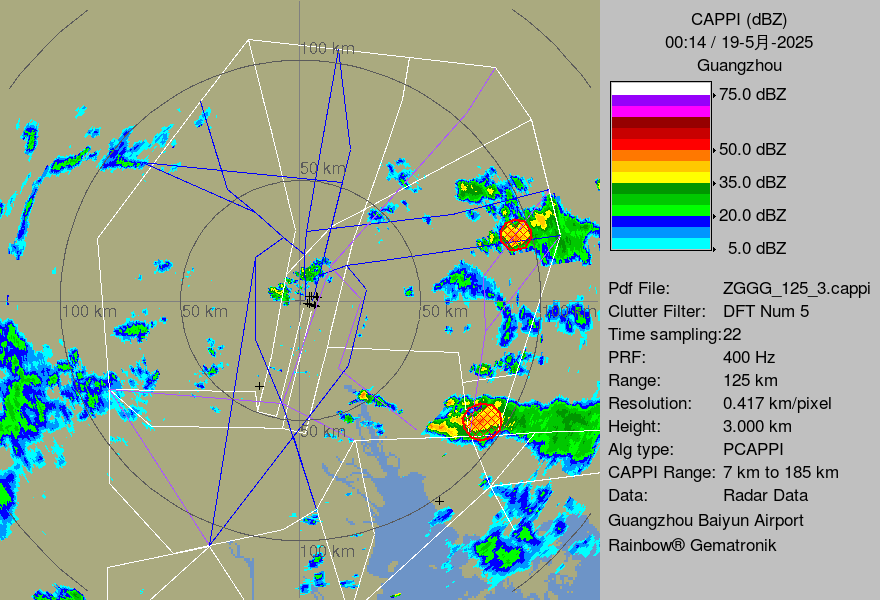 CAPPI (dBZ)
00:14 / 19-5月-2025
Guangzhou
75.0 dBZ
50.0 dBZ
35.0 dBZ
20.0 dBZ
5.0 dBZ
Pdf File: ZGGG_125_3.cappi
Clutter Filter: DFT Num 5
Time sampling:22
PRF: 400 Hz
Range: 125 km
Resolution: 0.417 km/pixel
Height: 3.000 km
Alg type: PCAPPI
CAPPI Range: 7 km to 185 km
Data: Radar Data
Guangzhou Baiyun Airport
Rainbow® Gematronik
100 km
50 km
100 km
50 km
50 km
50 km
100 km